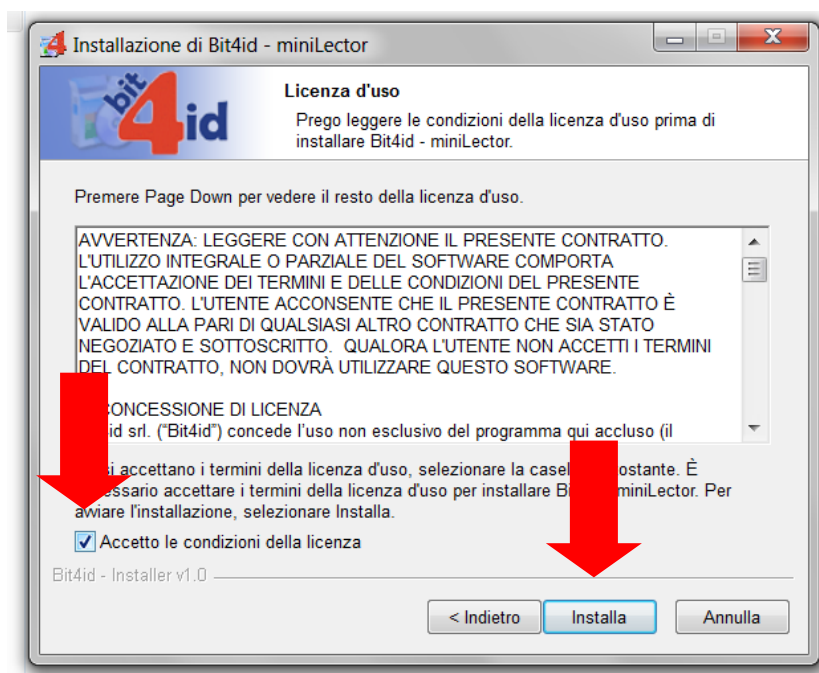 Installazione di Bit4id - miniLector
bit
4id
Licenza d'uso
Prego leggere le condizioni della licenza d'uso prima di
installare Bit4id - miniLector.
Premere Page Down per vedere il resto della licenza d'uso.
AVVERTENZA: LEGGERE CON ATTENZIONE IL PRESENTE CONTRATTO.
L'UTILIZZO INTEGRALE O PARZIALE DEL SOFTWARE COMPORTA
L'ACCETTAZIONE DEI TERMINI E DELLE CONDIZIONI DEL PRESENTE
CONTRATTO. L'UTENTE ACCONSENTE CHE IL PRESENTE CONTRATTO È
VALIDO ALLA PARI DI QUALSIASI ALTRO CONTRATTO CHE SIA STATO
NEGOZIATO E SOTTOSCRITTO. QUALORA L'UTENTE NON ACCETTI I TERMINI
DEL CONTRATTO, NON DOVRÀ UTILIZZARE QUESTO SOFTWARE.
CONCESSIONE DI LICENZA
srl. (“Bit4id”) concede l’uso non esclusivo del programma qui accluso (il
si accettano i termini della licenza d'uso, selezionare la È
accettare i termini della licenza d'uso per installare miniLector. Per
avviare l'installazione, selezionare Installa.
Accetto le condizioni della licenza
Bit4id - Installer v1.0
< Indietro Installa Annulla